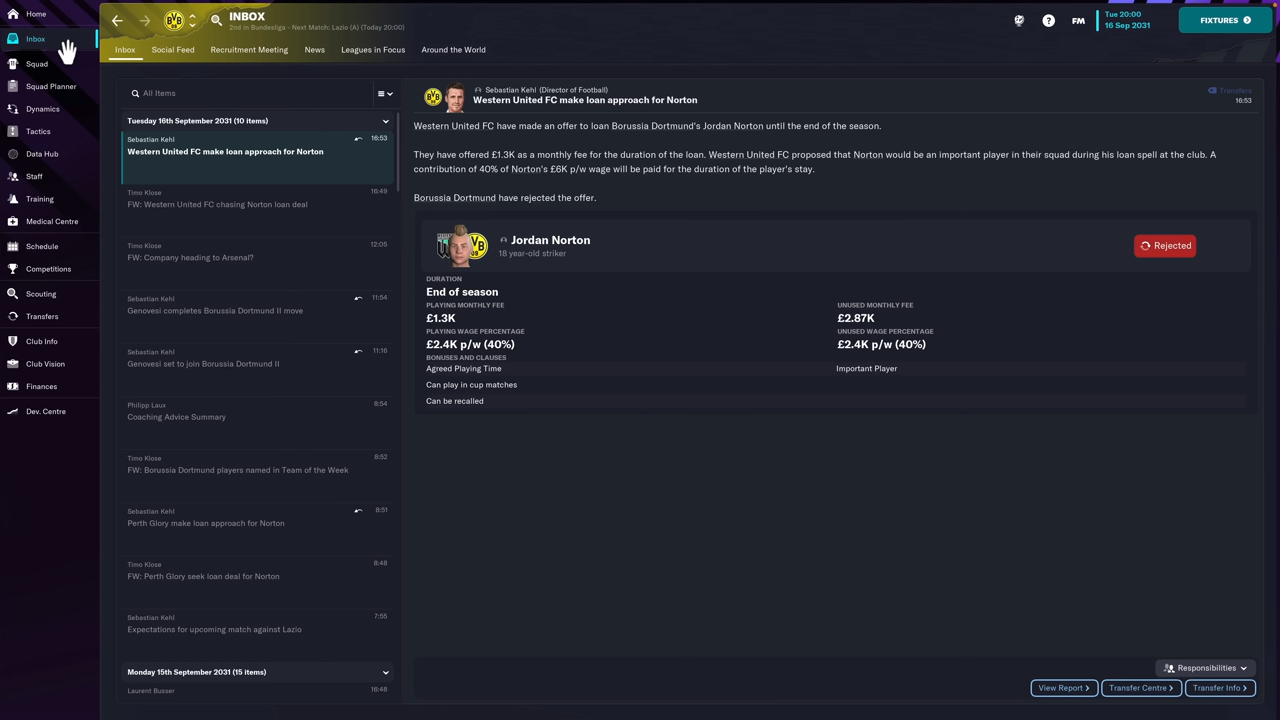 Home
Inbox
Squad
Squad Planner
Dynamics
Tactics
Data Hub
Staff
Training
Medical Centre
Schedule
Competitions
Scouting
Transfers
Club Info
Club Vision
Finances
Dev. Centre
INBOX
2nd in Bundesliga - Next Match: Lazio (A) (Today 20:00)
FM
Tue 20:00
16 Sep 2031
FIXTURES
Inbox Social Feed Recruitment Meeting News Leagues in Focus Around the World
All Items
Tuesday 16th September 2031 (10 items)
Sebastian Kehl 16:53
Western United FC make loan approach for Norton
Timo Klose 16:49
FW: Western United FC chasing Norton loan deal
Timo Klose 12:05
FW: Company heading to Arsenal?
Sebastian Kehl 11:54
Genovesi completes Borussia Dortmund II move
Sebastian Kehl 11:16
Genovesi set to join Borussia Dortmund II
Philipp Laux 8:54
Coaching Advice Summary
Timo Klose 8:52
FW: Borussia Dortmund players named in Team of the Week
Sebastian Kehl 8:51
Perth Glory make loan approach for Norton
Timo Klose 8:48
FW: Perth Glory seek loan deal for Norton
Sebastian Kehl 7:55
Expectations for upcoming match against Lazio
Monday 15th September 2031 (15 items)
Laurent Busser 16:48
Sebastian Kehl (Director of Football)
Western United FC make loan approach for Norton
Transfers
16:53
Western United FC have made an offer to loan Borussia Dortmund's Jordan Norton until the end of the season.
They have offered £1.3K as a monthly fee for the duration of the loan. Western United FC proposed that Norton would be an important player in their squad during his loan spell at the club. A
contribution of 40% of Norton's £6K p/w wage will be paid for the duration of the player's stay.
Borussia Dortmund have rejected the offer.
Jordan Norton
18 year-old striker
Rejected
DURATION
End of season
PLAYING MONTHLY FEE UNUSED MONTHLY FEE
£1.3K £2.87K
PLAYING WAGE PERCENTAGE UNUSED WAGE PERCENTAGE
£2.4K p/w (40%) £2.4K p/w (40%)
BONUSES AND CLAUSES
Agreed Playing Time Important Player
Can play in cup matches
Can be recalled
Responsibilities
View Report Transfer Centre Transfer Info